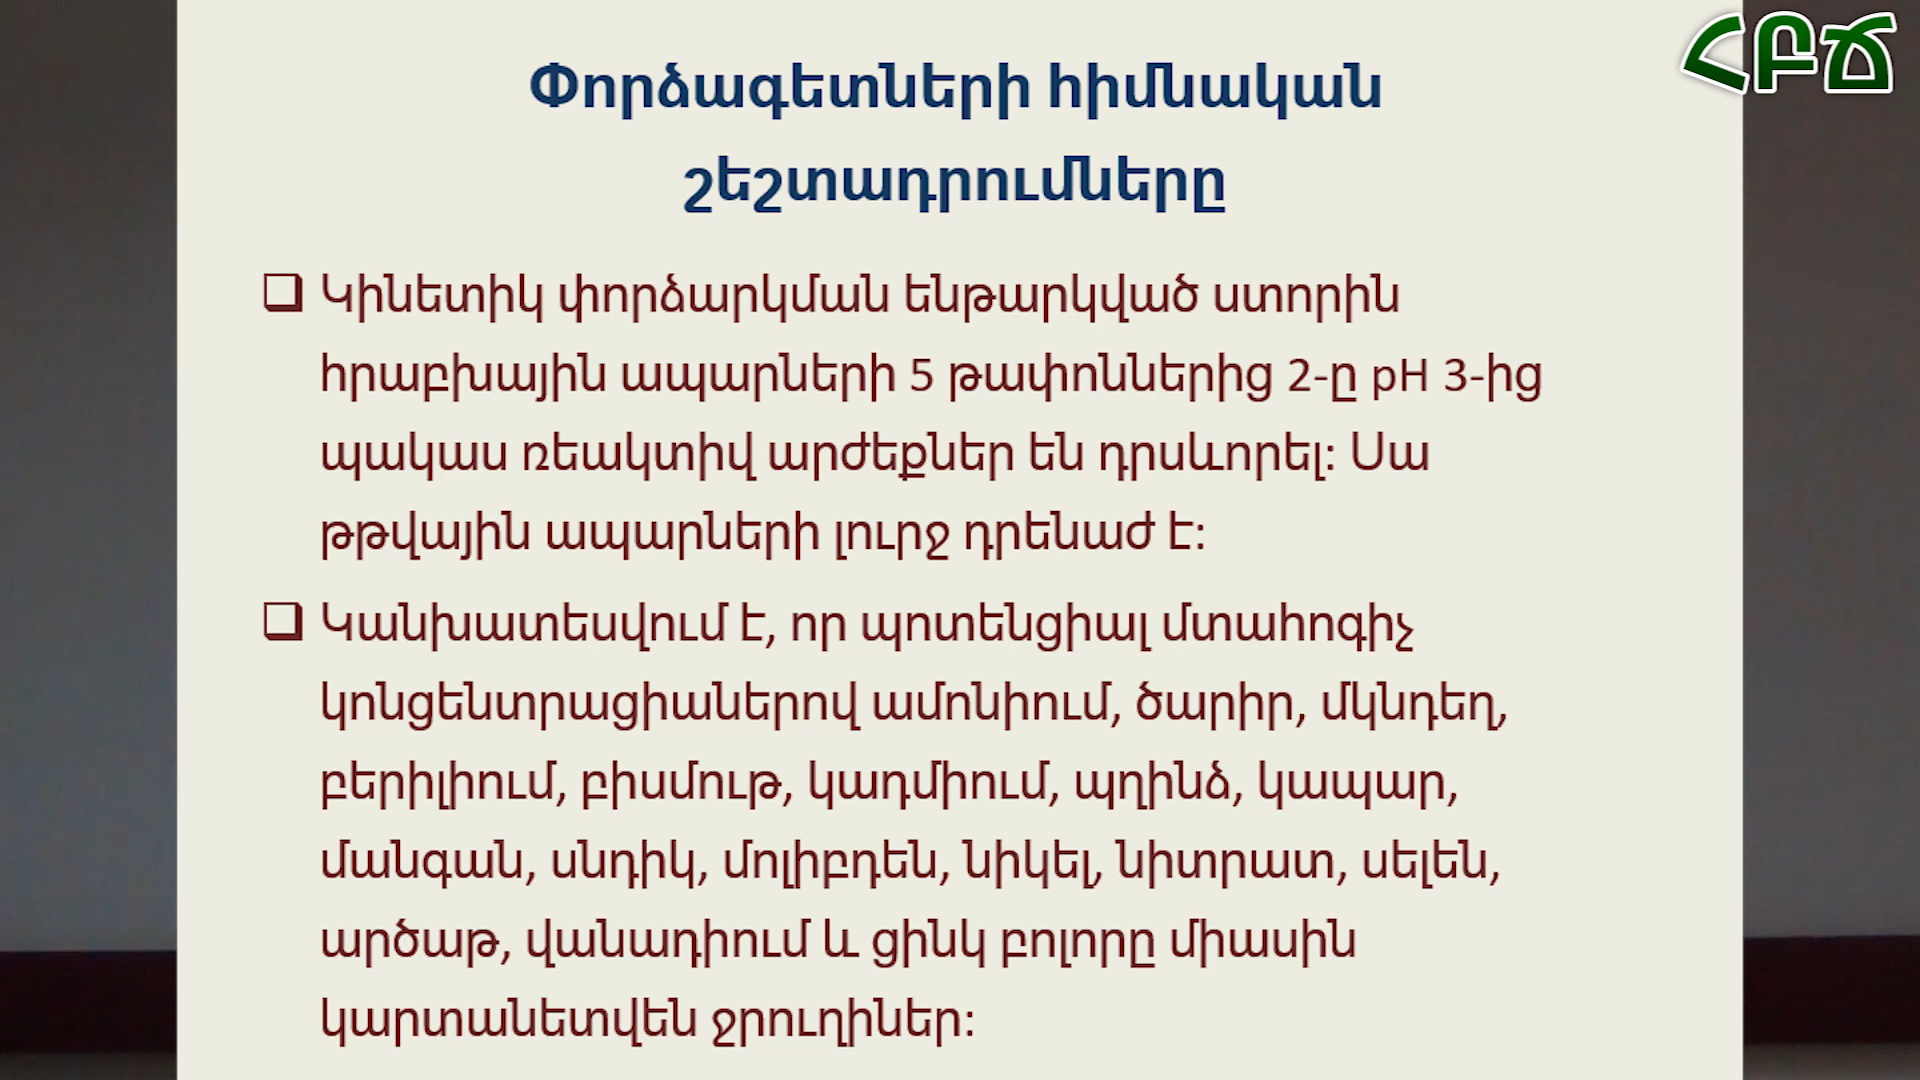 ՀԲՃ
Փորձագետների հիմնական
շեշտադրումները
Կինետիկ փորձարկման ենթարկված ստորին
հրաբխային ապարների 5 թափոններից 2-ը pH 3-ից
պակաս ռեակտիվ արժեքներ են դրսևորել: Սա
թթվային ապարների լուրջ դրենաժ է:
Կանխատեսվում է, որ պոտենցիալ մտահոգիչ
կոնցենտրացիաներով ամոնիում, ծարիր, մկնդեղ,
բերիլիում, բիսմութ, կադմիում, պղինձ, կապար,
մանգան, սնդիկ, մոլիբդեն, նիկել, նիտրատ, սելեն,
արծաթ, վանադիում և ցինկ բոլորը միասին
կարտանետվեն ջրուղիներ: